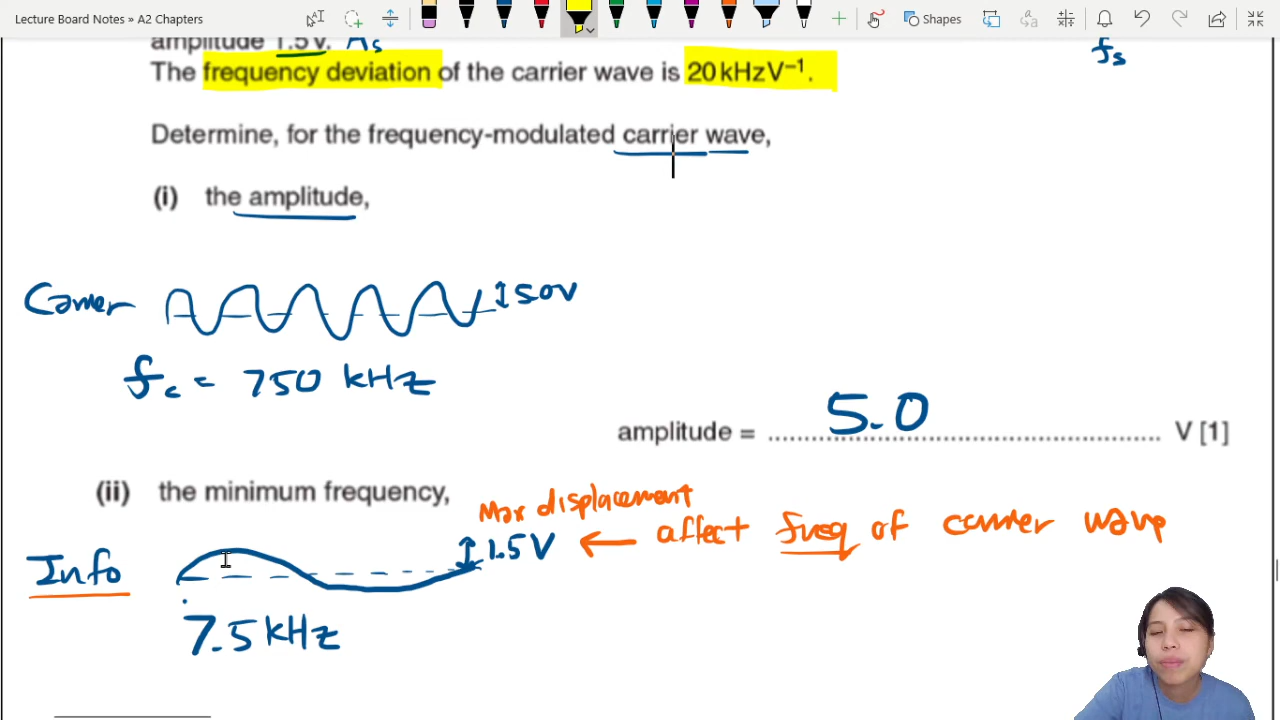 Lecture Board Notes » A2 Chapters
Shapes
amplitude 1.5 V. As
fs
The frequency deviation of the carrier wave is 20 kHz V⁻¹.
Determine, for the frequency-modulated carrier wave,
(i) the amplitude,
Carrier 5.0V
fc = 750 kHz
5.0
amplitude = .......................................................... V [1]
(ii) the minimum frequency,
Max displacement
Info 1.5V ← affect freq of carrier wave
7.5 kHz